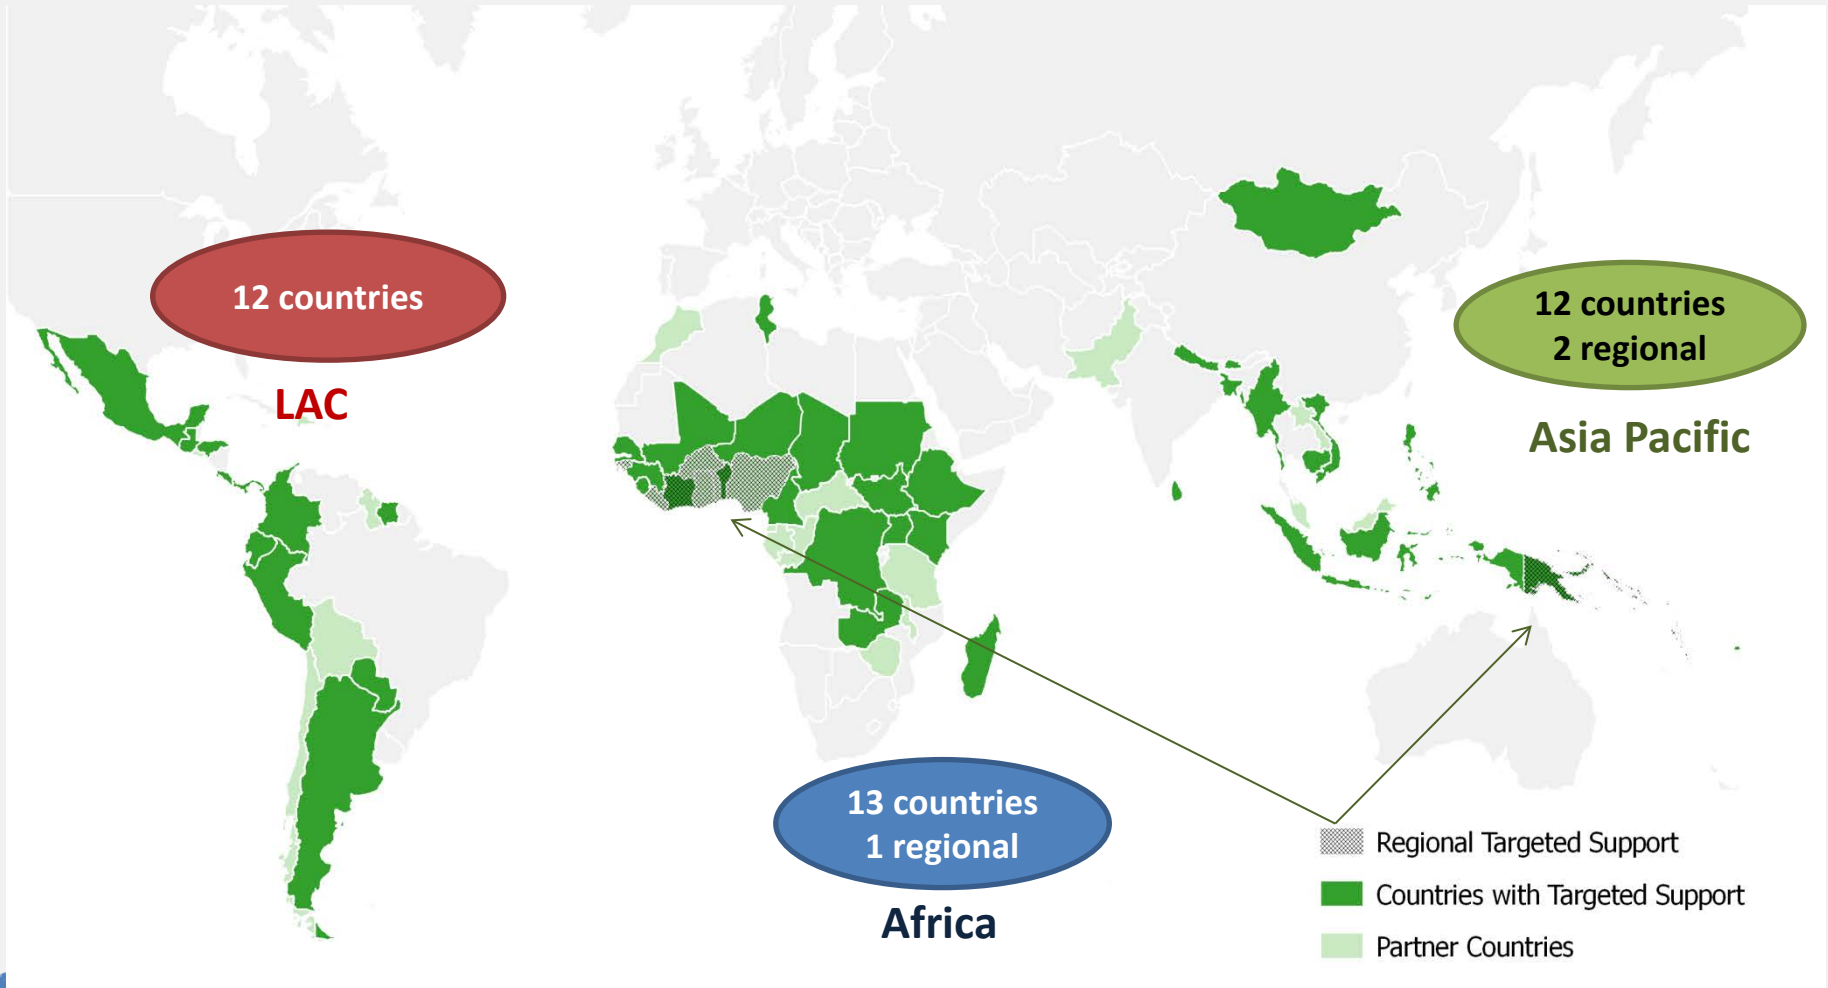 12 countries
LAC
12 countries
2 regional
Asia Pacific
13 countries
1 regional
Africa
Regional Targeted Support
Countries with Targeted Support
Partner Countries